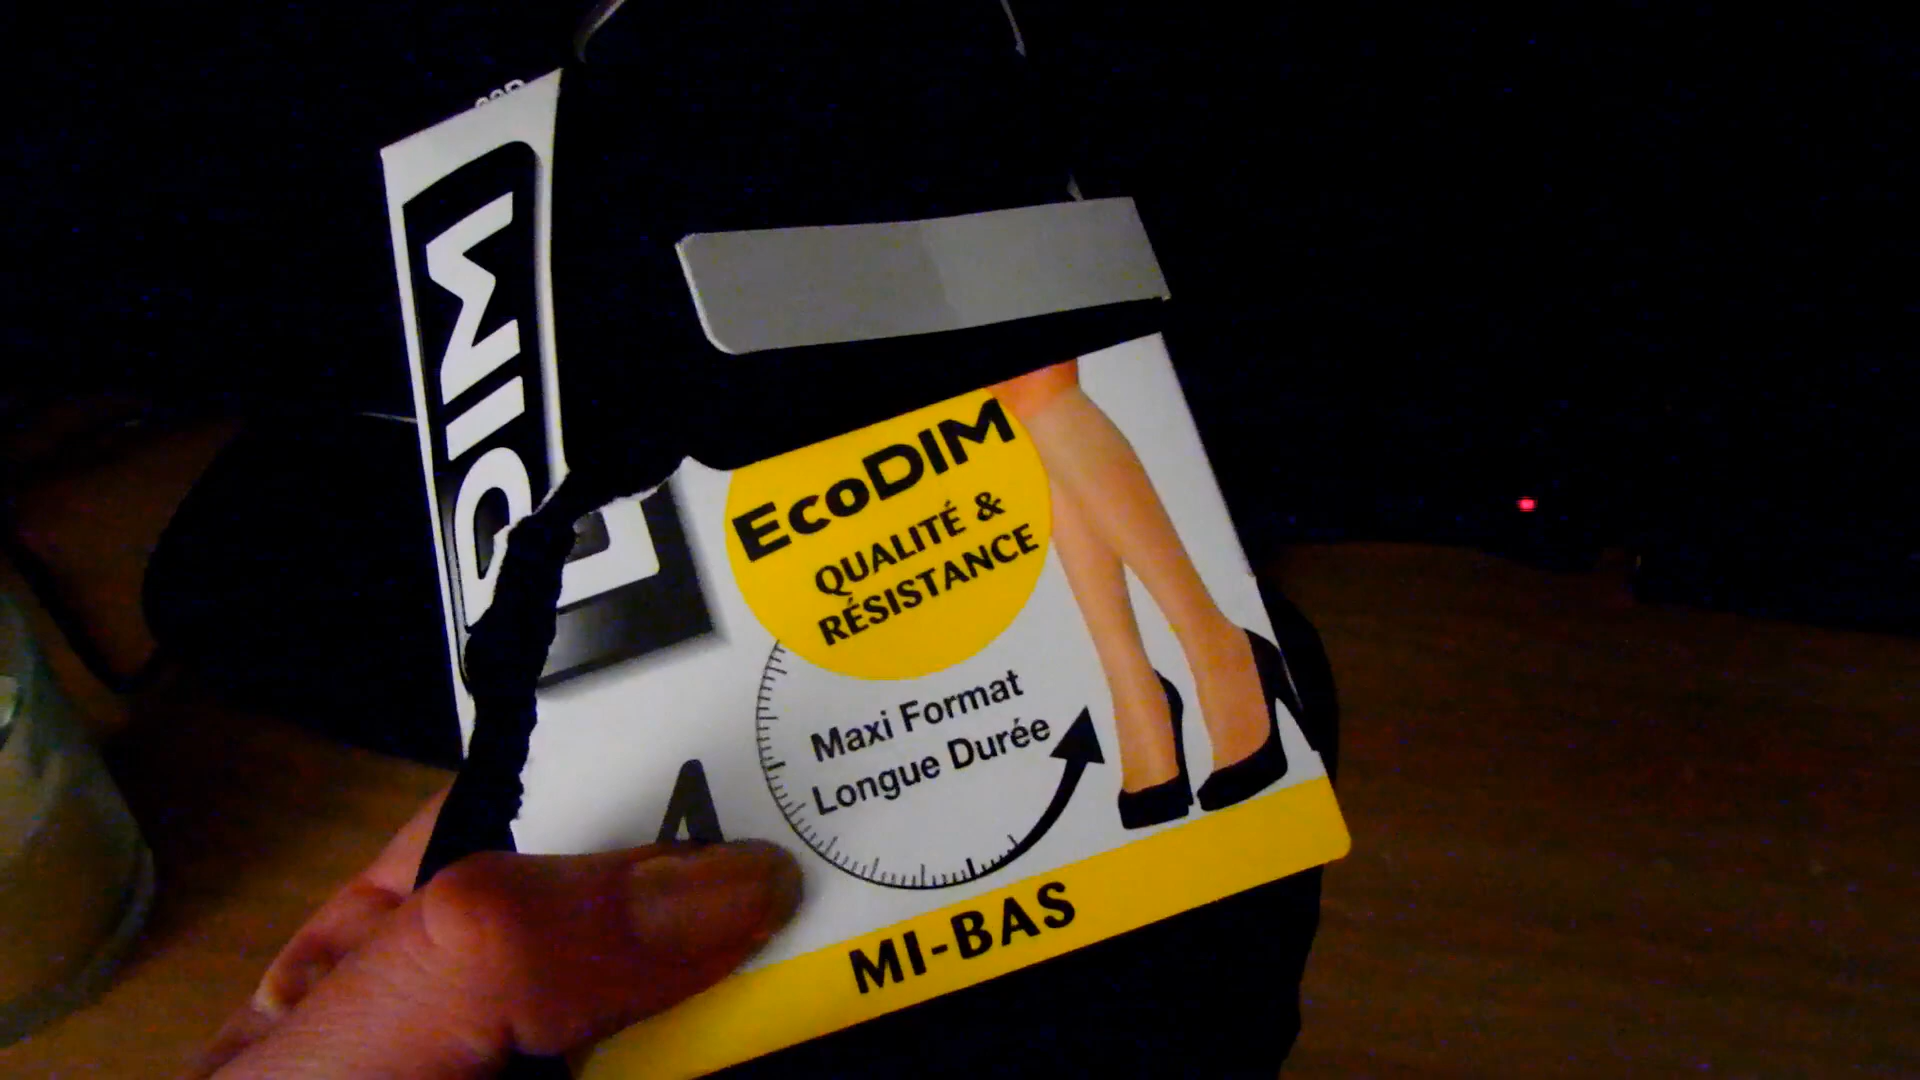 DIM
EcoDIM
QUALITÉ &
RÉSISTANCE
Maxi Format
Longue Durée
MI-BAS